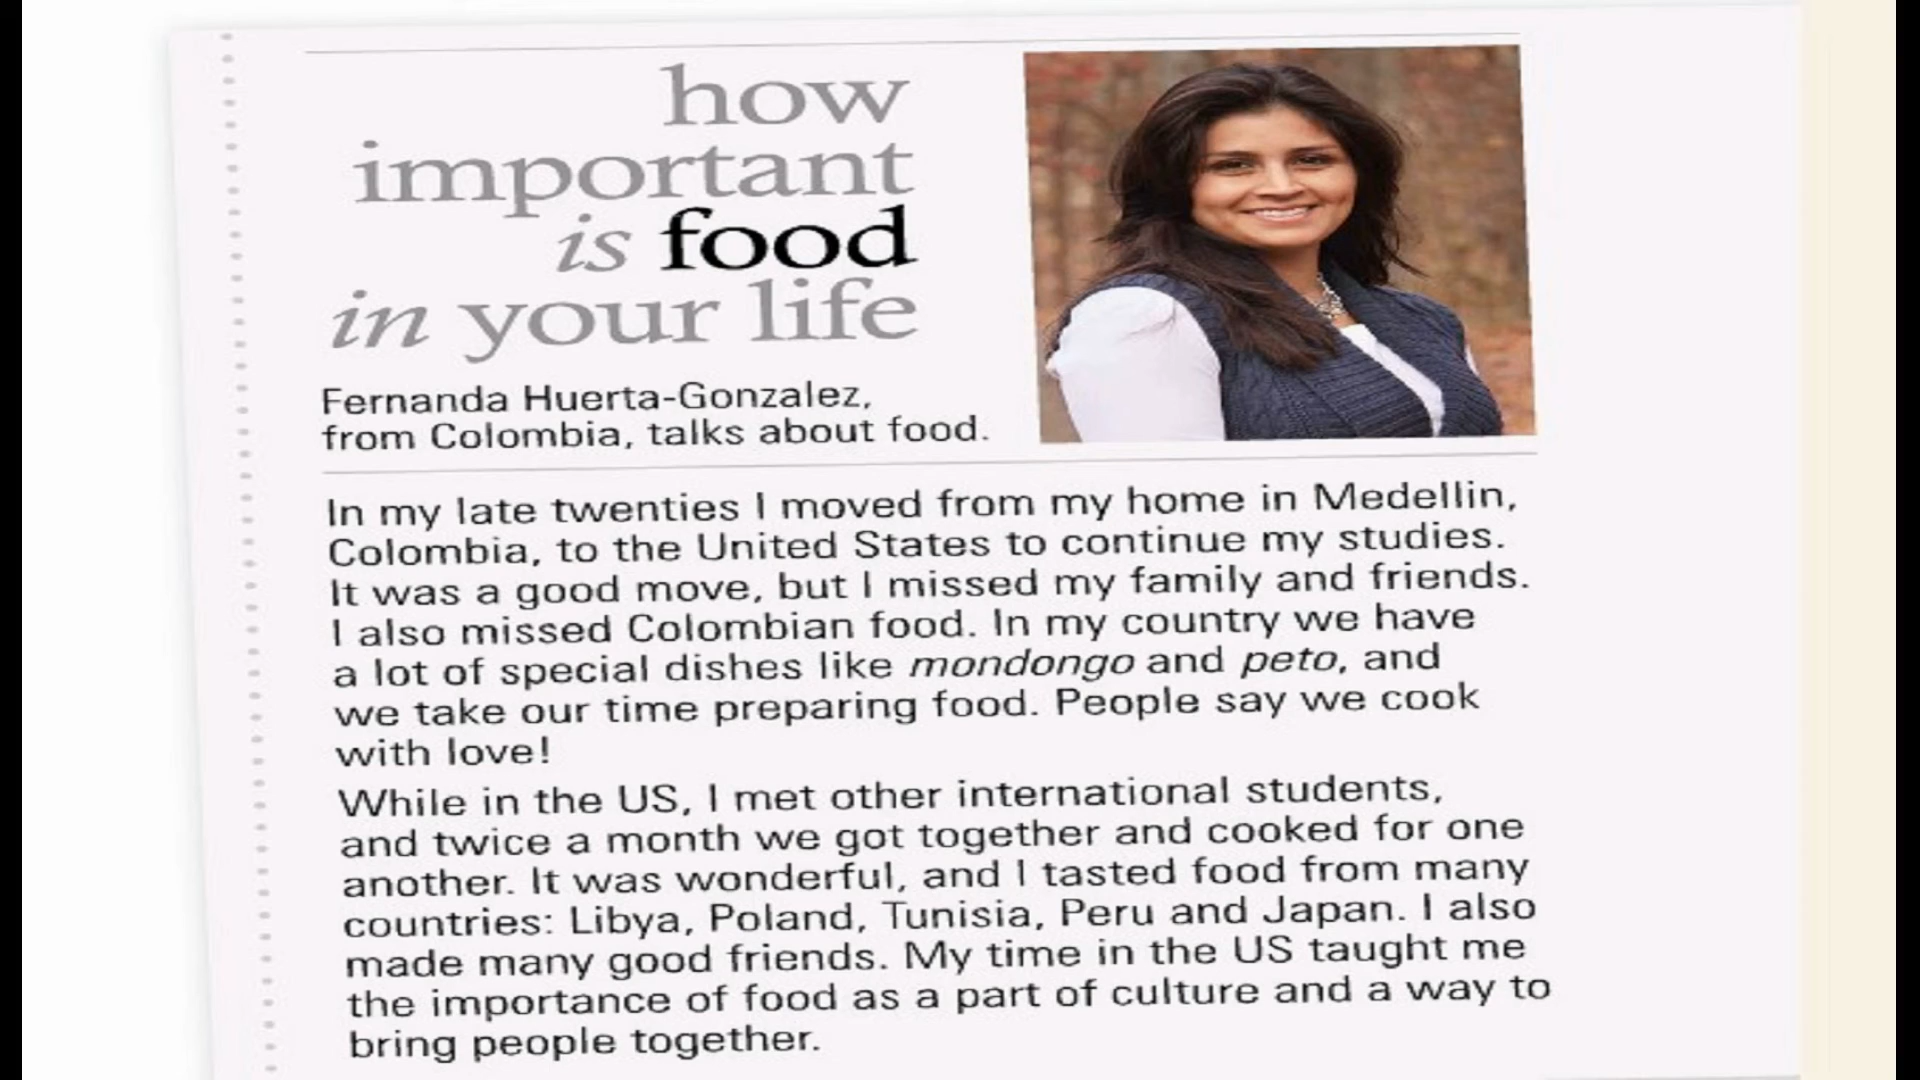 how
important
is food
in your life
Fernanda Huerta-Gonzalez,
from Colombia, talks about food.
In my late twenties I moved from my home in Medellin,
Colombia, to the United States to continue my studies.
It was a good move, but I missed my family and friends.
I also missed Colombian food. In my country we have
a lot of special dishes like mondongo and peto, and
we take our time preparing food. People say we cook
with love!
While in the US, I met other international students,
and twice a month we got together and cooked for one
another. It was wonderful, and I tasted food from many
countries: Libya, Poland, Tunisia, Peru and Japan. I also
made many good friends. My time in the US taught me
the importance of food as a part of culture and a way to
bring people together.